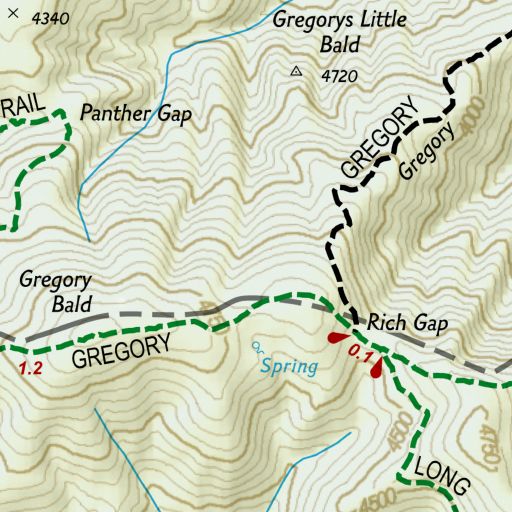 4340
Gregorys Little
Bald
4720
RAIL
Panther Gap
GREGORY
Gregory
4000
Gregory
Bald
Rich Gap
GREGORY
0.1
Spring
1.2
4500
4750
LONG
4500